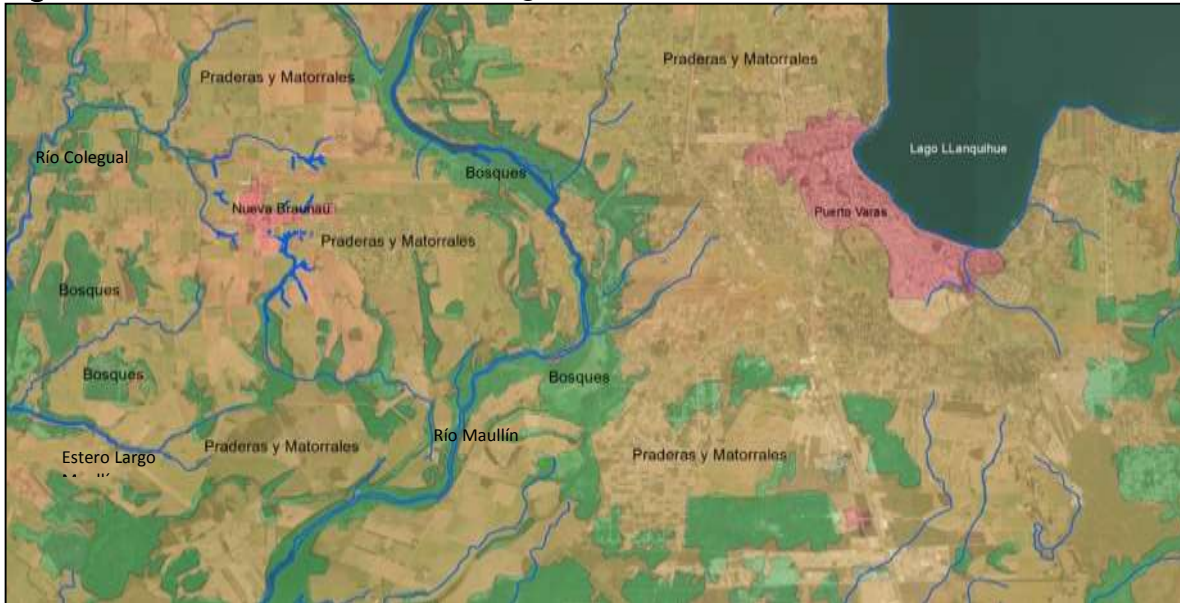 Praderas y Matorrales
Praderas y Matorrales
Río Colegual
Lago LLanquihue
Bosques
Nueva Braunau
Puerto Varas
Praderas y Matorrales
Bosques
Bosques
Bosques
Río Maullín
Praderas y Matorrales
Praderas y Matorrales
Estero Largo